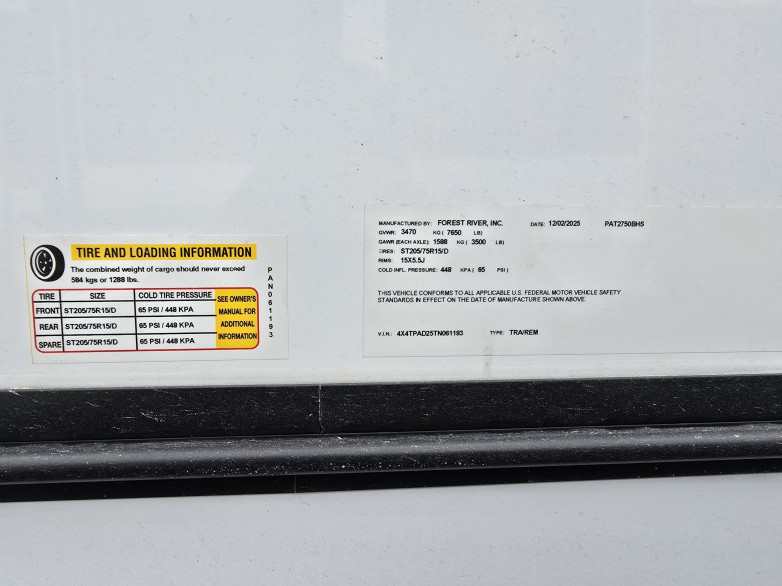 TIRE AND LOADING INFORMATION
The combined weight of cargo should never exceed
584 kgs or 1288 lbs.
TIRE SIZE COLD TIRE PRESSURE
FRONT ST205/75R15/D 65 PSI / 448 KPA
REAR ST205/75R15/D 65 PSI / 448 KPA
SPARE ST205/75R15/D 65 PSI / 448 KPA
SEE OWNER'S
MANUAL FOR
ADDITIONAL
INFORMATION
PAN061193
MANUFACTURED BY: FOREST RIVER, INC. DATE: 12/02/2025 PAT2750BHS
GVWR: 3470 KG ( 7650 LB)
GAWR (EACH AXLE): 1588 KG ( 3500 LB)
TIRES: ST205/75R15/D
RIMS: 15X5.5J
COLD INFL. PRESSURE: 448 KPA ( 65 PSI )
THIS VEHICLE CONFORMS TO ALL APPLICABLE U.S. FEDERAL MOTOR VEHICLE SAFETY
STANDARDS IN EFFECT ON THE DATE OF MANUFACTURE SHOWN ABOVE.
V.I.N.: 4X4TPAD25TN061193 TYPE: TRA/REM